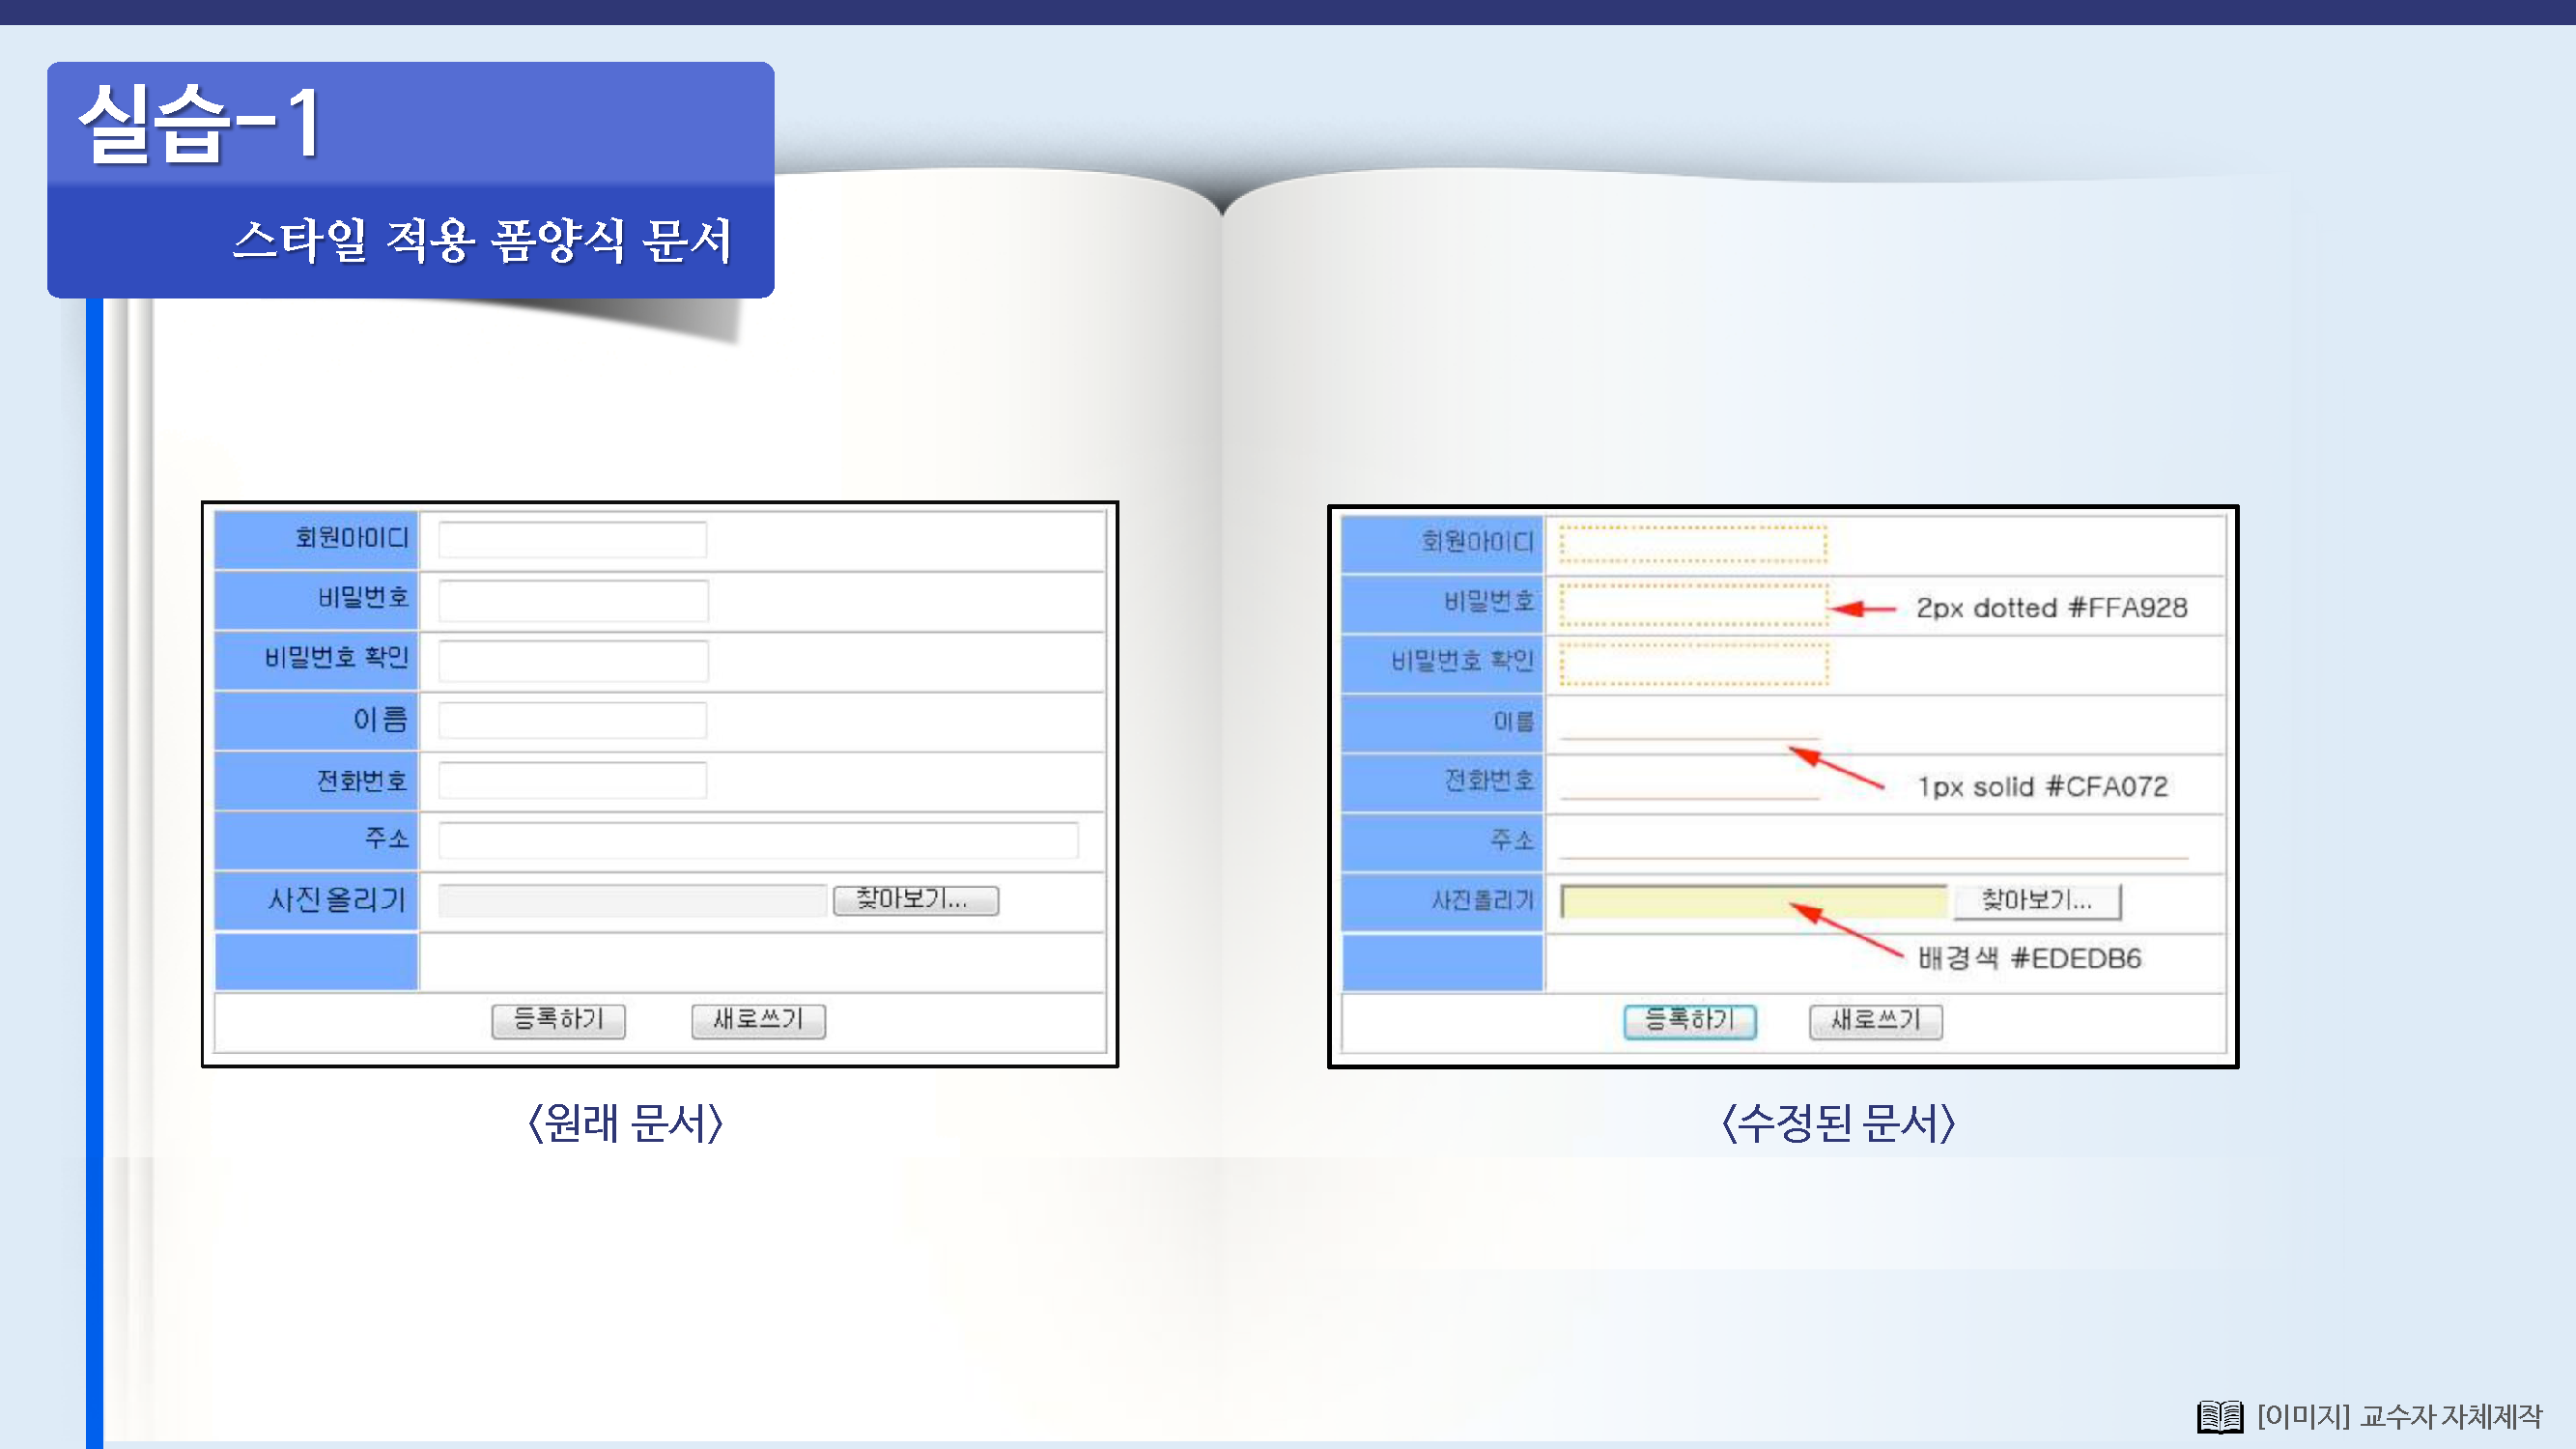 실습-1
스타일 적용 폼양식 문서
회원아이디
비밀번호
비밀번호 확인
이름
전화번호
주소
사진올리기
찾아보기...
등록하기
새로쓰기
<원래 문서>
회원아이디
비밀번호
2px dotted #FFA928
비밀번호 확인
이름
전화번호
1px solid #CFA072
주소
사진올리기
찾아보기...
배경색 #EDEDB6
등록하기
새로쓰기
<수정된 문서>
[이미지] 교수자 자체제작